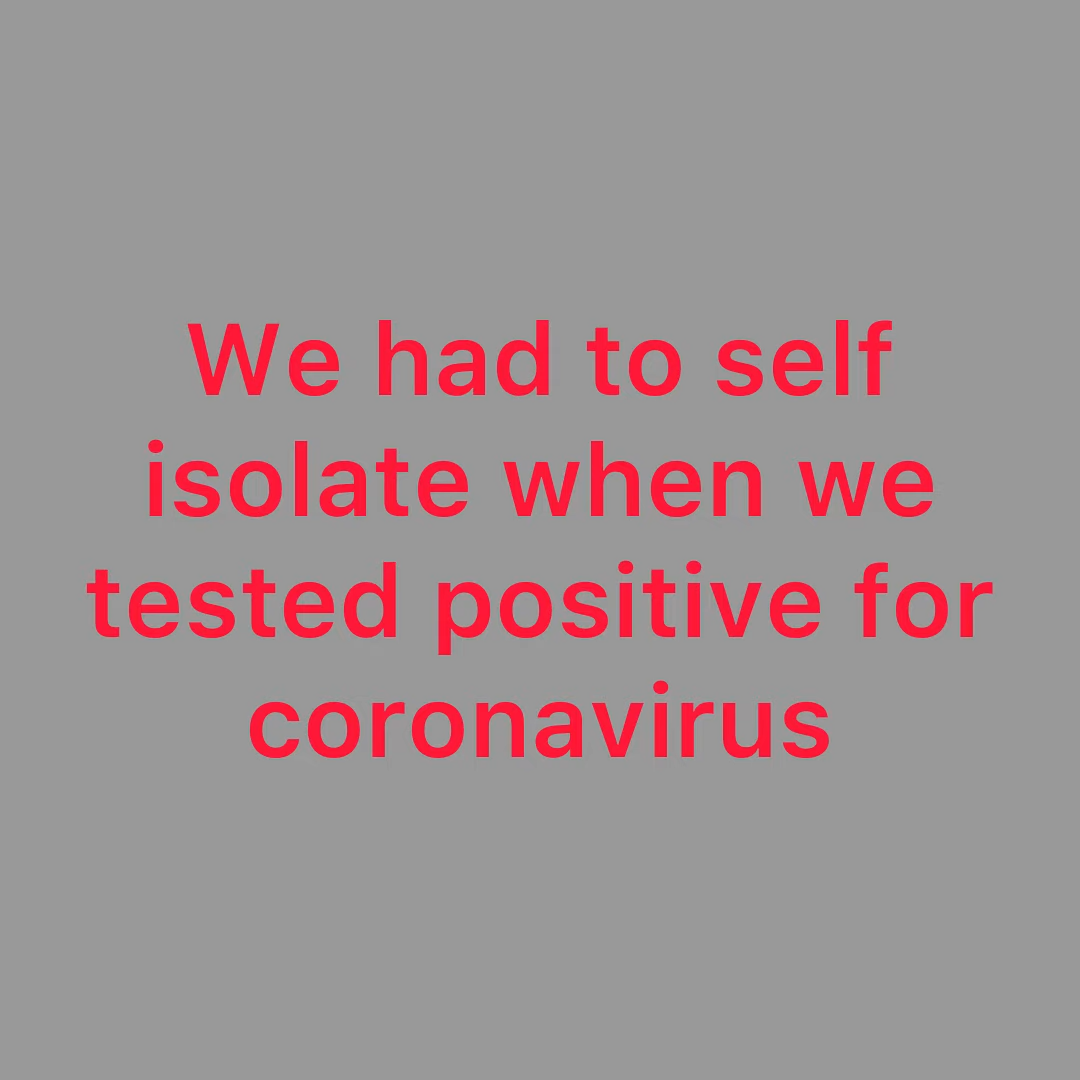 We had to self
isolate when we
tested positive for
coronavirus